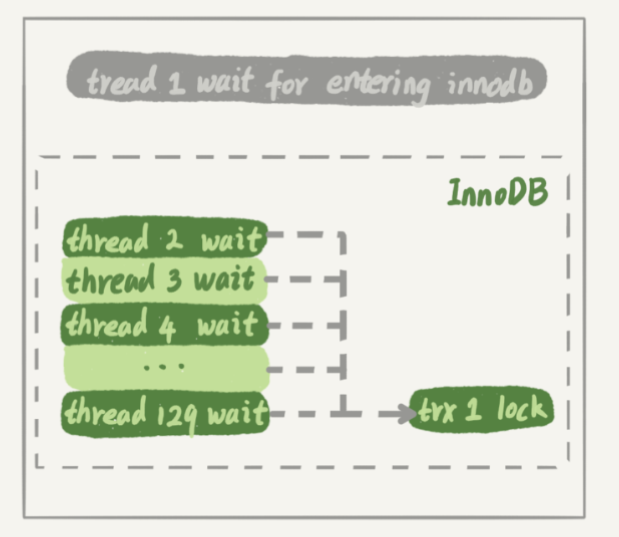 tread 1 wait for entering innodb
InnoDB
thread 2 wait
thread 3 wait
thread 4 wait
...
thread 129 wait
trx 1 lock